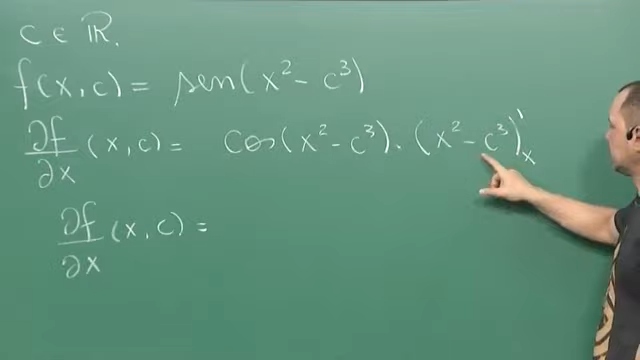 c ∈ ℝ.
f(x, c) = sen(x² - c³)
∂f/∂x (x, c) = cos(x² - c³) · (x² - c³)'ₓ
∂f/∂x (x, c) =